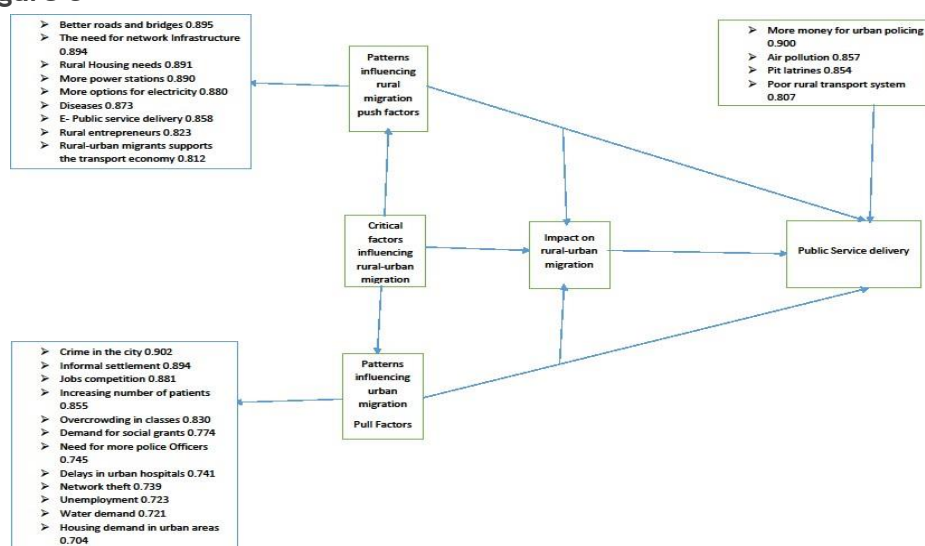 Better roads and bridges 0.895
The need for network Infrastructure
0.894
Rural Housing needs 0.891
More power stations 0.890
More options for electricity 0.880
Diseases 0.873
E- Public service delivery 0.858
Rural entrepreneurs 0.823
Rural-urban migrants supports
the transport economy 0.812
Patterns
influencing
rural
migration
push factors
More money for urban policing
0.900
Air pollution 0.857
Pit latrines 0.854
Poor rural transport system
0.807
Critical
factors
influencing
rural-urban
migration
Impact on
rural-urban
migration
Public Service delivery
Crime in the city 0.902
Informal settlement 0.894
Jobs competition 0.881
Increasing number of patients
0.855
Overcrowding in classes 0.830
Demand for social grants 0.774
Need for more police Officers
0.745
Delays in urban hospitals 0.741
Network theft 0.739
Unemployment 0.723
Water demand 0.721
Housing demand in urban areas
0.704
Patterns
influencing
urban
migration
Pull Factors